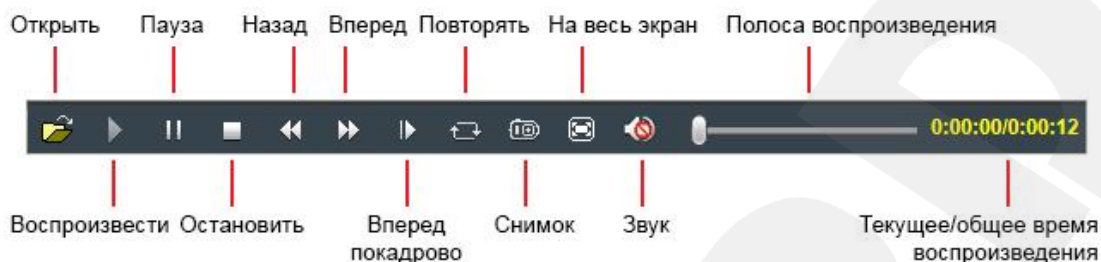 Открыть Пауза Назад Вперед Повторять На весь экран Полоса воспроизведения
0:00:00/0:00:12
Воспроизвести Остановить Вперед покадрово Снимок Звук Текущее/общее время воспроизведения